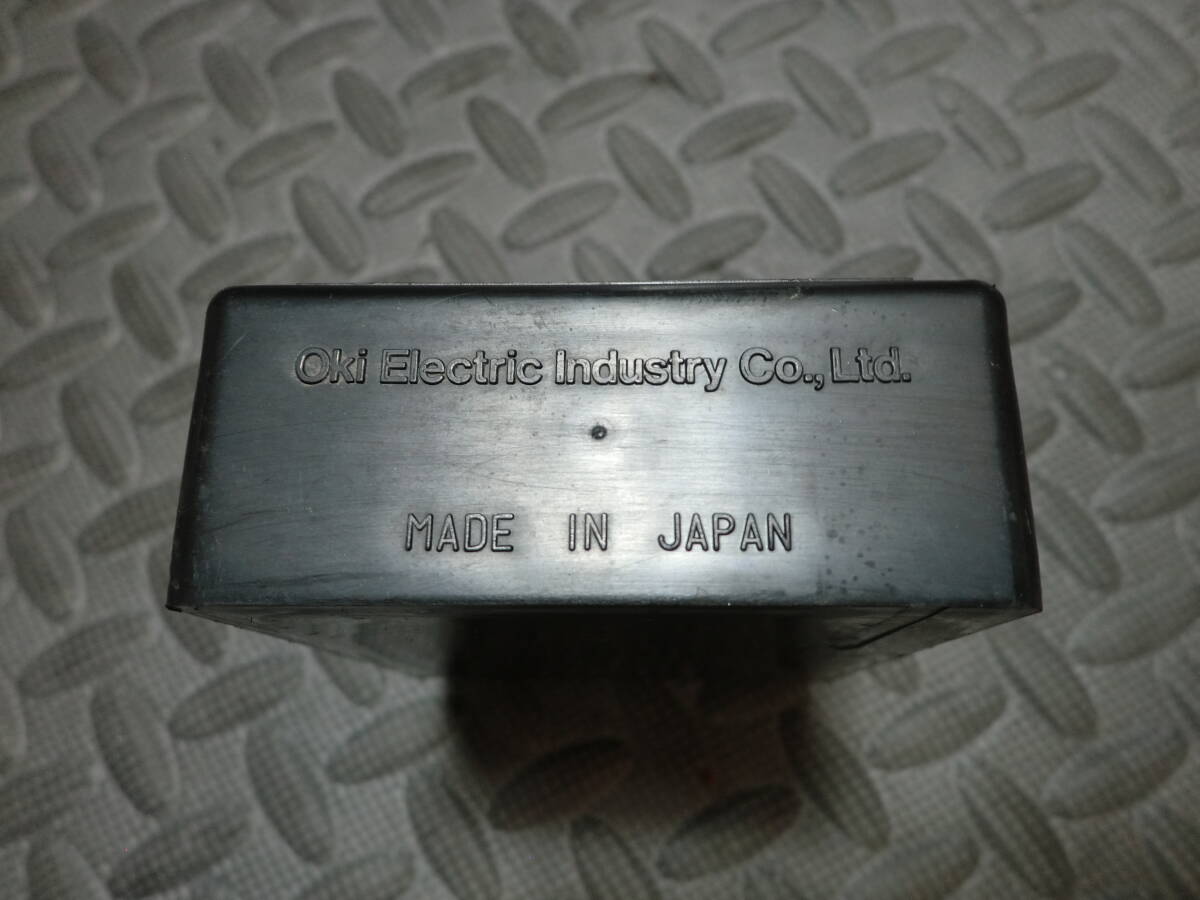 Oki Electric Industry Co., Ltd.
MADE IN JAPAN